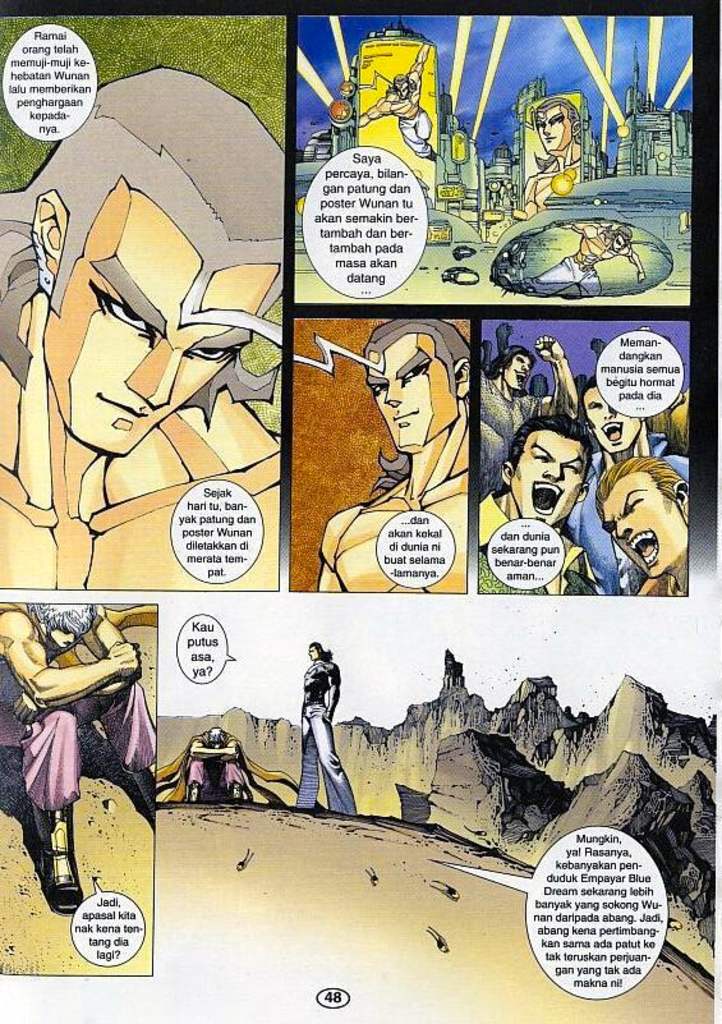 Ramai
orang telah
memuji-muji ke-
hebatan Wunan
lalu memberikan
penghargaan
kepada-
nya.
Sejak
hari tu, ban-
yak patung dan
poster Wunan
diletakkan di
merata tem-
pat.
Saya
percaya, bilan-
gan patung dan
poster Wunan tu
akan semakin ber-
tambah dan ber-
tambah pada
masa akan
datang
...
...dan
akan kekal
di dunia ni
buat selama
-lamanya.
Meman-
dangkan
manusia semua
begitu hormat
pada dia
...
...
dan dunia
sekarang pun
benar-benar
aman...
Jadi,
apasal kita
nak kena ten-
tang dia
lagi?
Kau
putus
asa,
ya?
Mungkin,
ya! Rasanya,
kebanyakan pen-
duduk Empayar Blue
Dream sekarang lebih
banyak yang sokong Wu-
nan daripada abang. Jadi,
abang kena pertimbang-
kan sama ada patut ke
tak teruskan perjuan-
gan yang tak ada
makna ni!
48